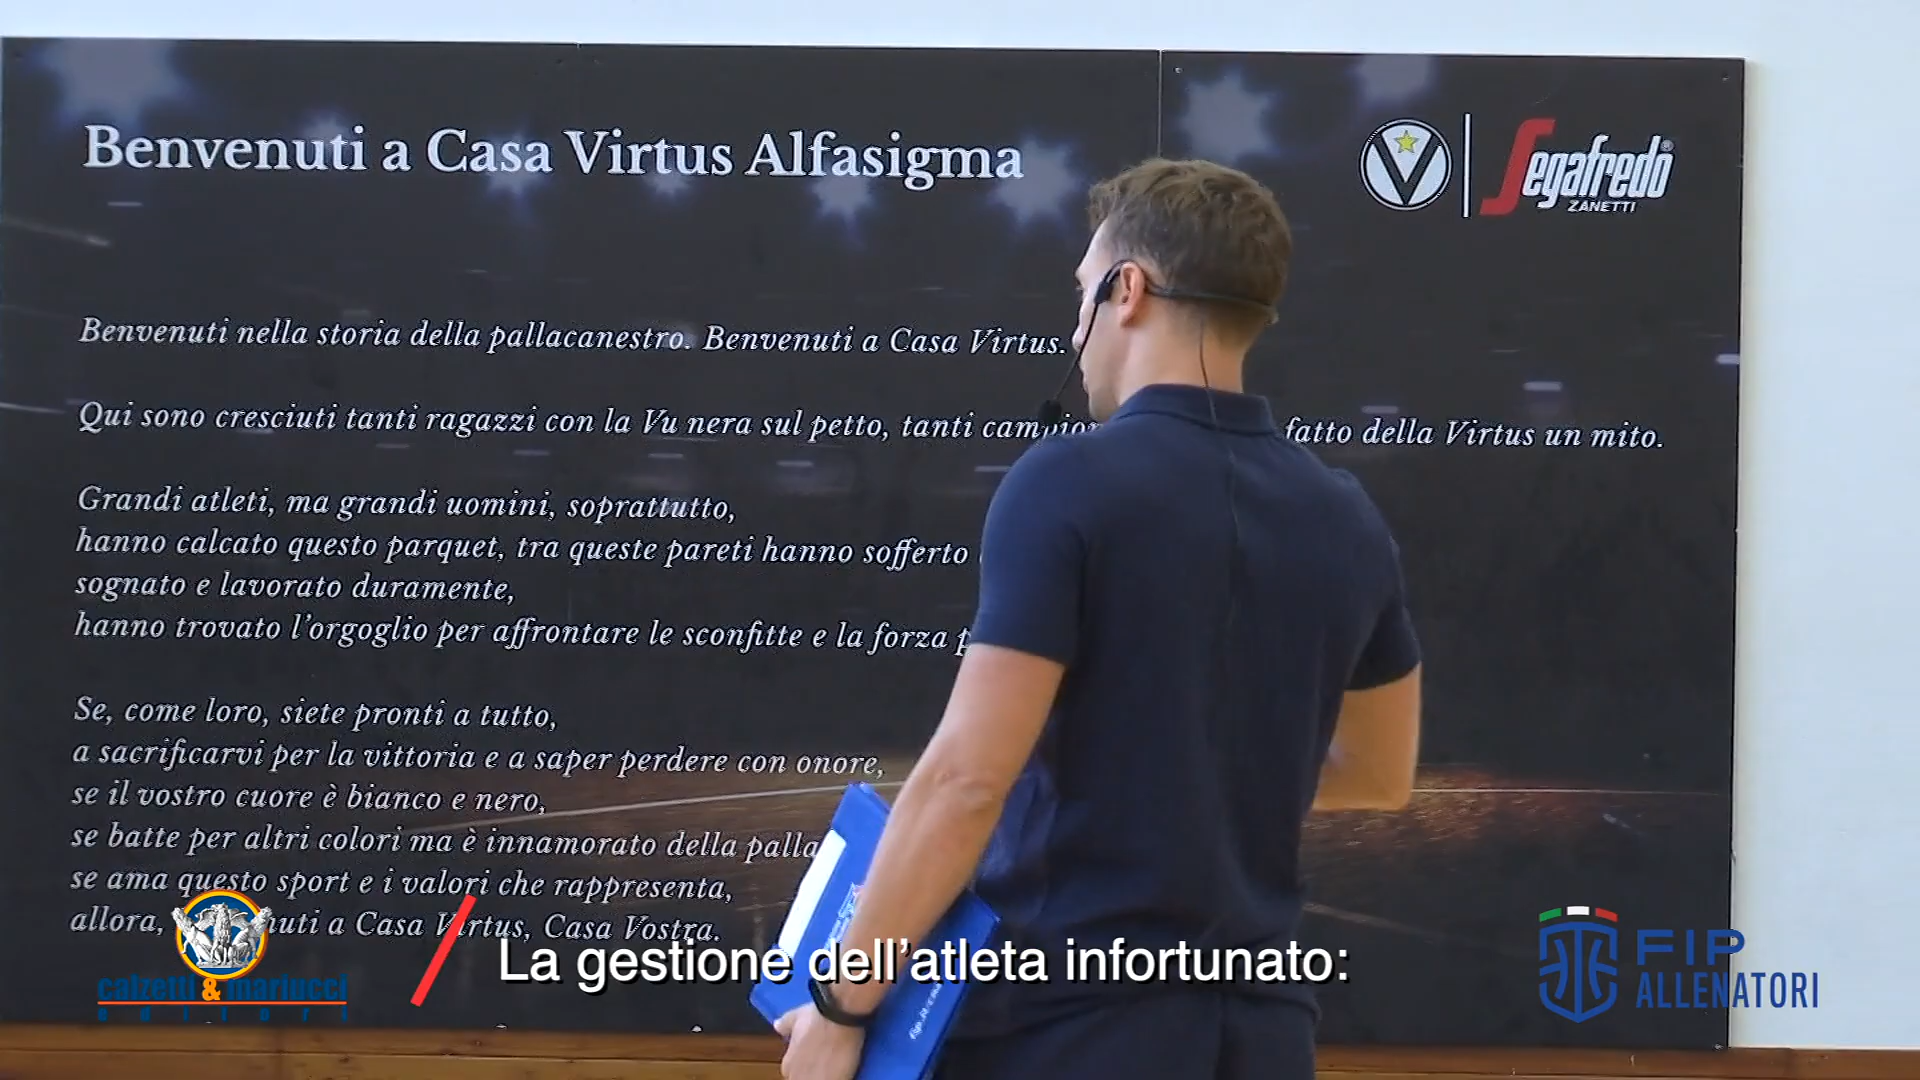 Benvenuti a Casa Virtus Alfasigma
V
Segafredo®
ZANETTI
Benvenuti nella storia della pallacanestro. Benvenuti a Casa Virtus.
Qui sono cresciuti tanti ragazzi con la Vu nera sul petto, tanti fatto della Virtus un mito.
Grandi atleti, ma grandi uomini, soprattutto,
hanno calcato questo parquet, tra queste pareti hanno sofferto
sognato e lavorato duramente,
hanno trovato l'orgoglio per affrontare le sconfitte e la forza
Se, come loro, siete pronti a tutto,
a sacrificarvi per la vittoria e a saper perdere con onore,
se il vostro cuore è bianco e nero,
se batte per altri colori ma è innamorato della palla
se ama questo sport e i valori che rappresenta,
allora, nuti a Casa Virtus, Casa Vostra.
calzetti & mariucci
editori
La gestione dell'atleta infortunato:
FIP
ALLENATORI